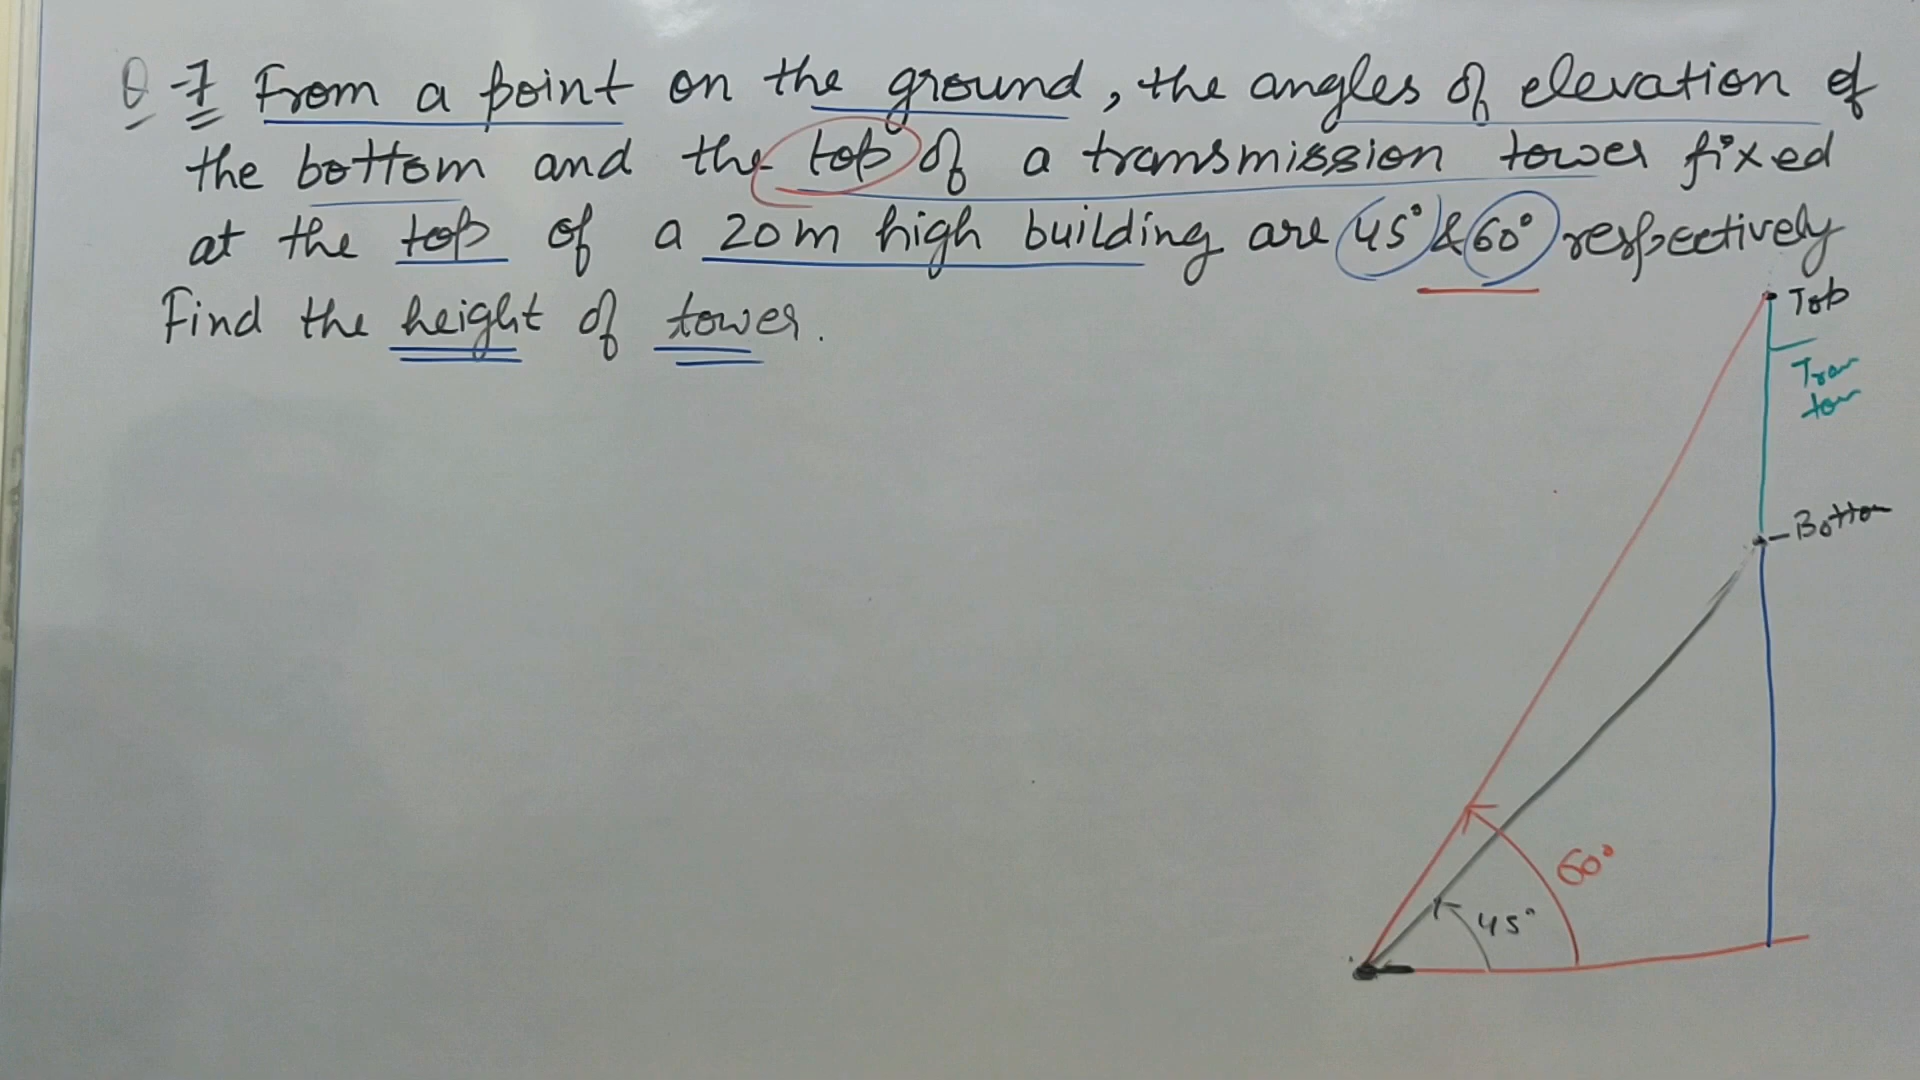 Q-7 From a point on the ground, the angles of elevation of
the bottom and the top of a transmission tower fixed
at the top of a 20m high building are 45° & 60° respectively
Find the height of tower.
Top
Tran
tow
Bottom
60°
45°